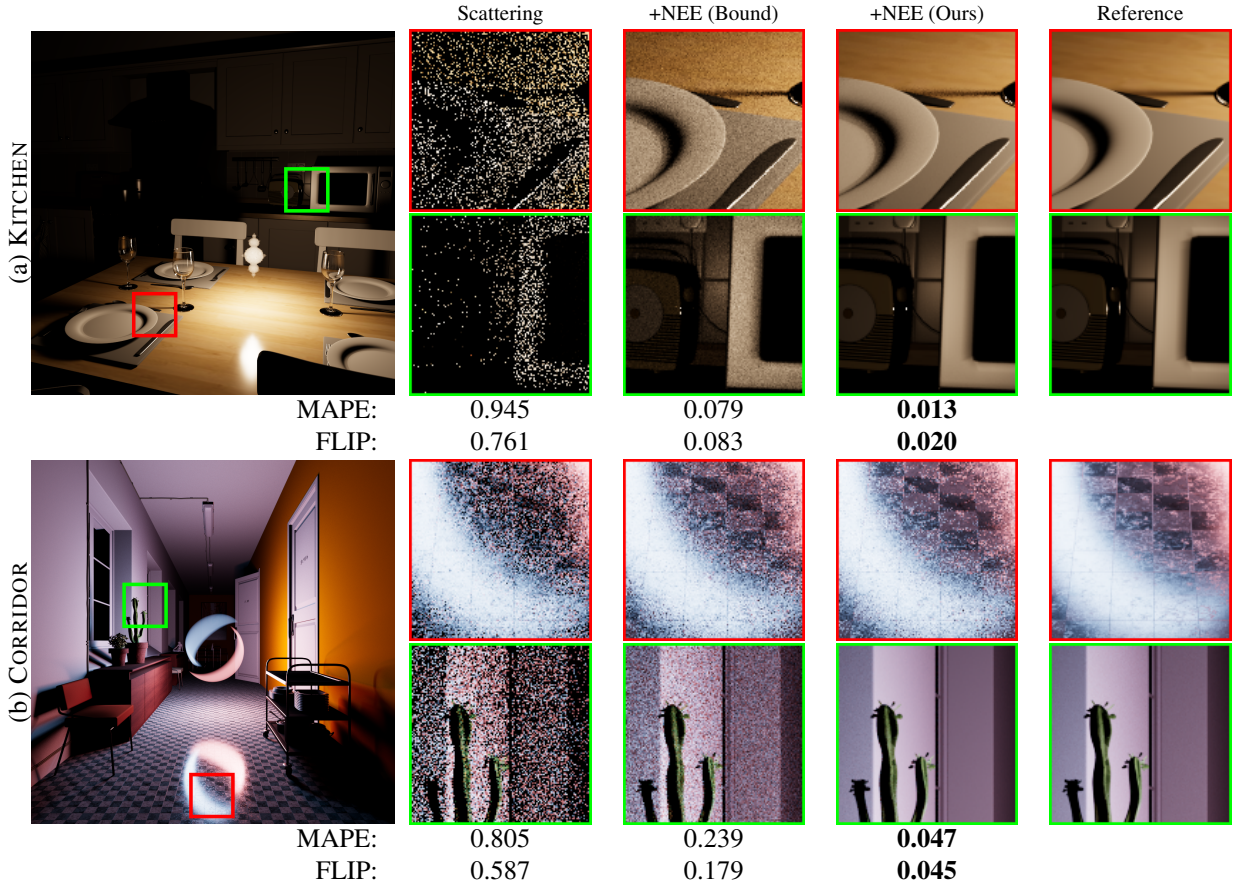 Scattering +NEE (Bound) +NEE (Ours) Reference
(a) KITCHEN
MAPE: 0.945 0.079 0.013
FLIP: 0.761 0.083 0.020
(b) CORRIDOR
MAPE: 0.805 0.239 0.047
FLIP: 0.587 0.179 0.045